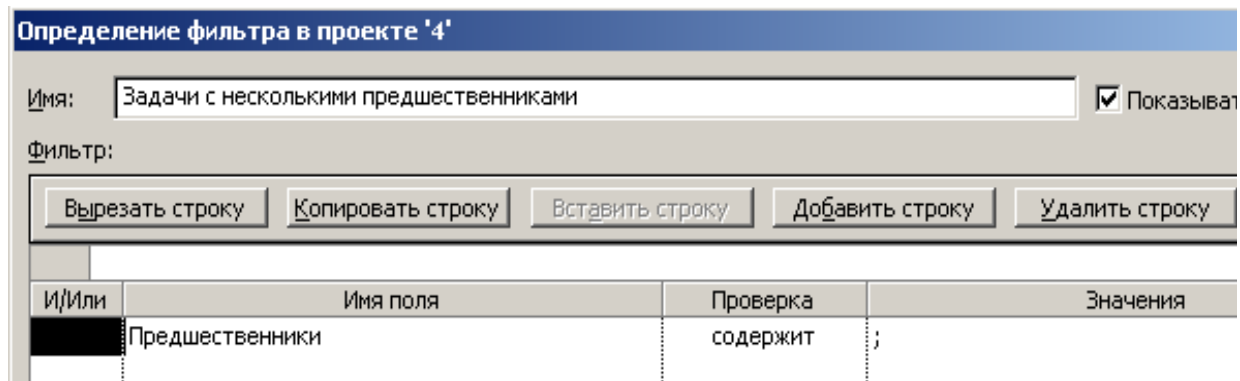 Определение фильтра в проекте '4'
Имя: Задачи с несколькими предшественниками Показыват
Фильтр:
Вырезать строку Копировать строку Вставить строку Добавить строку Удалить строку
И/Или Имя поля Проверка Значения
Предшественники содержит ;